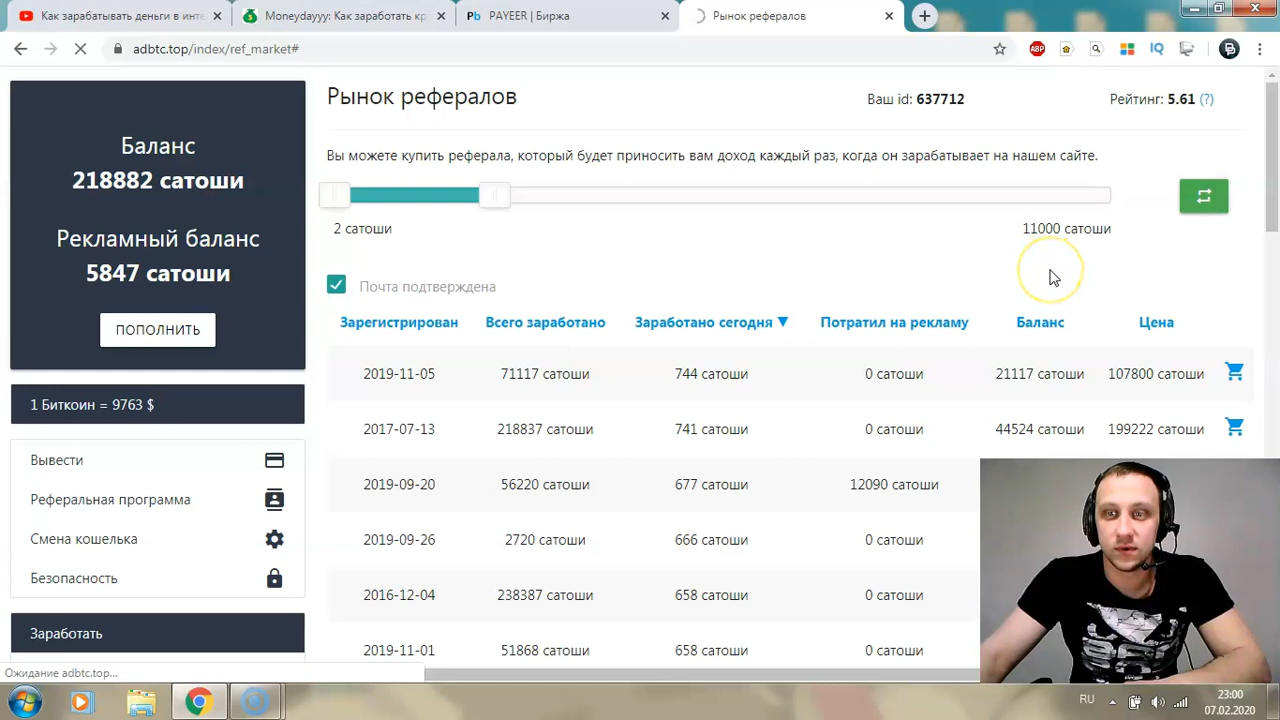 Как зарабатывать деньги в инте
Moneydayyy: Как заработать кр
Pb PAYEER | Биржа
Рынок рефералов
adbtc.top/index/ref_market#
ABP
IQ
Баланс
218882 сатоши
Рекламный баланс
5847 сатоши
ПОПОЛНИТЬ
1 Биткоин = 9763 $
Вывести
Реферальная программа
Смена кошелька
Безопасность
Заработать
Рынок рефералов
Ваш id: 637712
Рейтинг: 5.61 (?)
Вы можете купить реферала, который будет приносить вам доход каждый раз, когда он зарабатывает на нашем сайте.
2 сатоши
11000 сатоши
Почта подтверждена
Зарегистрирован Всего заработано Заработано сегодня ▼ Потратил на рекламу Баланс Цена
2019-11-05 71117 сатоши 744 сатоши 0 сатоши 21117 сатоши 107800 сатоши
2017-07-13 218837 сатоши 741 сатоши 0 сатоши 44524 сатоши 199222 сатоши
2019-09-20 56220 сатоши 677 сатоши 12090 сатоши
2019-09-26 2720 сатоши 666 сатоши 0 сатоши
2016-12-04 238387 сатоши 658 сатоши 0 сатоши
2019-11-01 51868 сатоши 658 сатоши 0 сатоши
Ожидание adbtc.top...
RU
23:00
07.02.2020